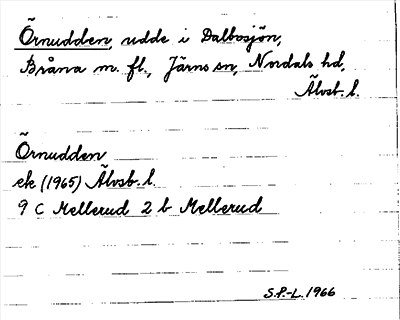 Örnudden, udde i Dalbosjön,
Bråna m. fl., Järns sn, Nordals hd,
Älvsb. l.
Örnudden
ek (1965) Älvsb. l.
9 C Mellerud 2 b Mellerud
S.P.-L. 1966